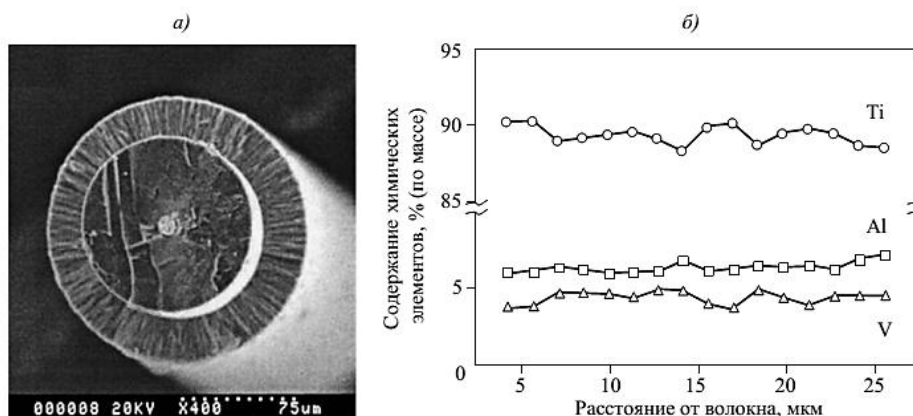 а)
б)
000008 20KV X400 75um
Содержание химических
элементов, % (по массе)
95
90
85
5
0
Ti
Al
V
5 10 15 20 25
Расстояние от волокна, мкм